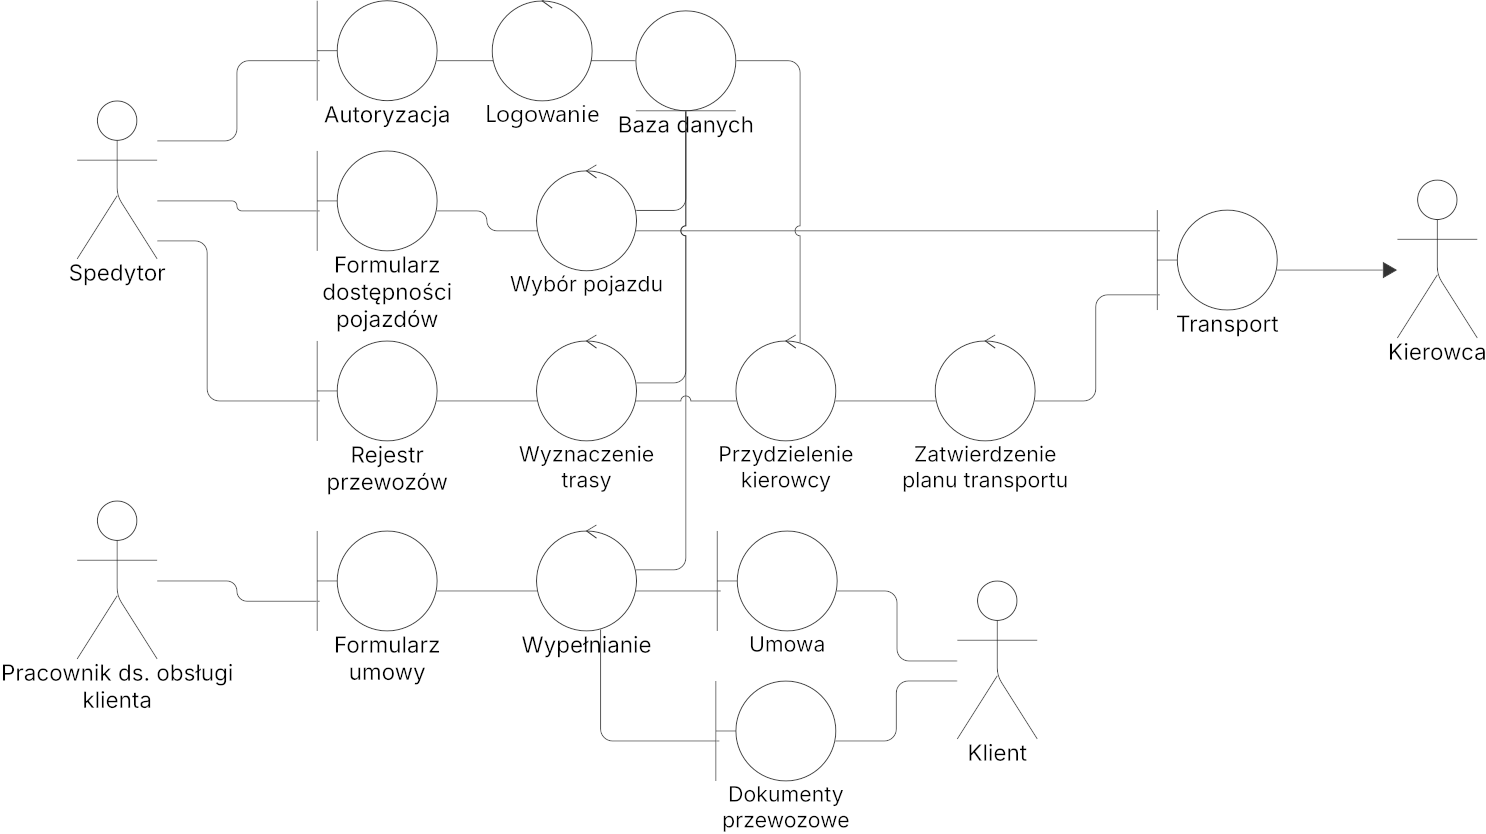 Autoryzacja
Logowanie
Baza danych
Spedytor
Formularz
dostępności
pojazdów
Wybór pojazdu
Transport
Kierowca
Rejestr
przewozów
Wyznaczenie
trasy
Przydzielenie
kierowcy
Zatwierdzenie
planu transportu
Pracownik ds. obsługi
klienta
Formularz
umowy
Wypełnianie
Umowa
Klient
Dokumenty
przewozowe